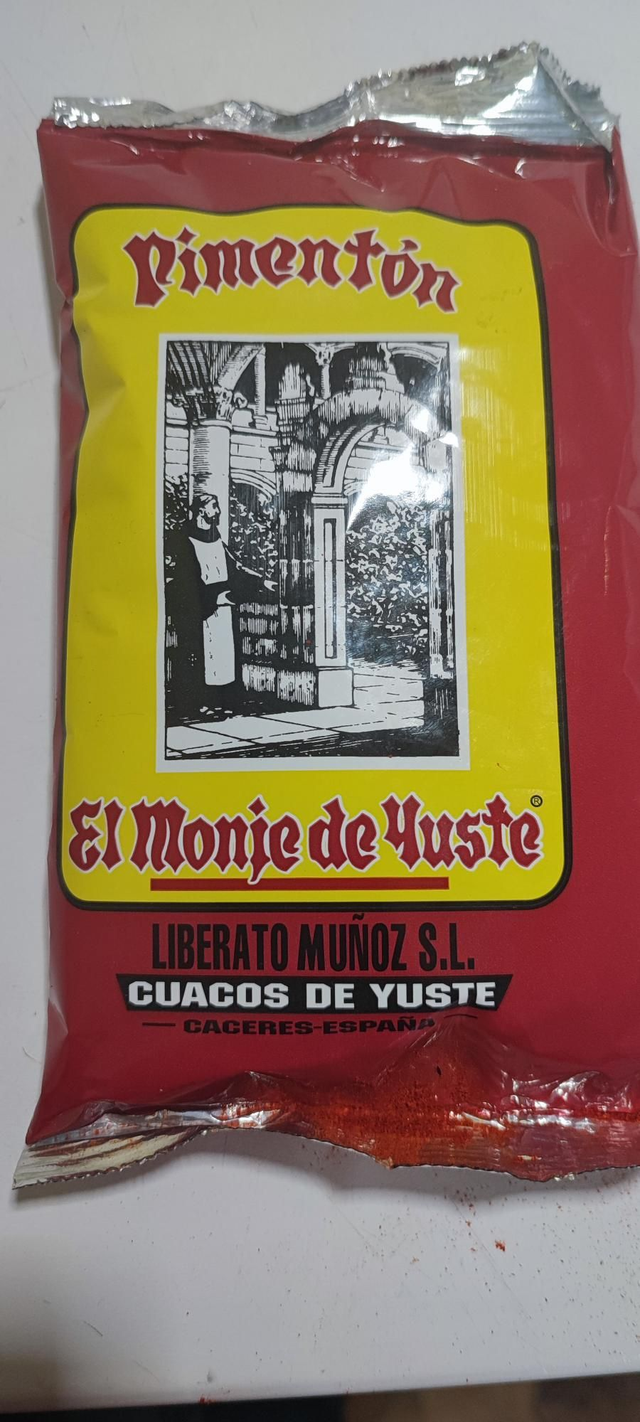 Pimentón
El Monje de Yuste®
LIBERATO MUÑOZ S.L.
CUACOS DE YUSTE
— CACERES-ESPAÑA —